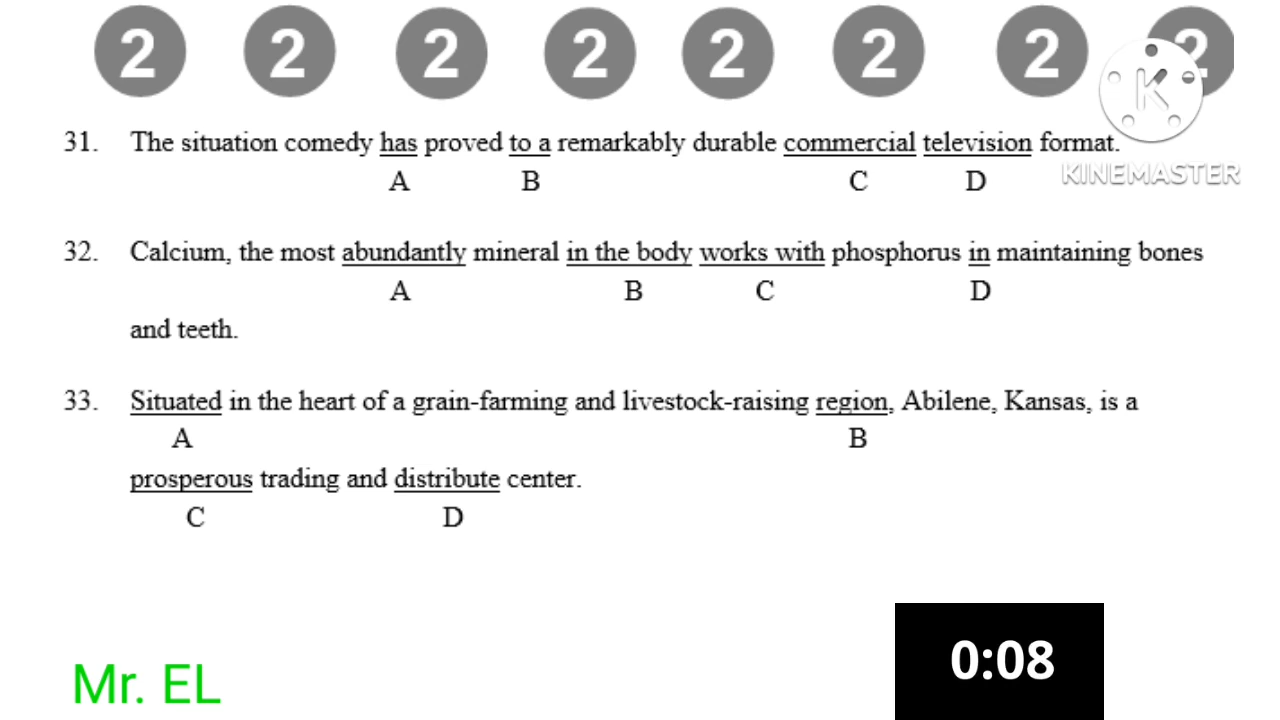 2 2 2 2 2 2 2 2
K
KINEMASTER
31. The situation comedy has proved to a remarkably durable commercial television format.
A B C D
32. Calcium, the most abundantly mineral in the body works with phosphorus in maintaining bones
A B C D
and teeth.
33. Situated in the heart of a grain-farming and livestock-raising region, Abilene, Kansas, is a
A B
prosperous trading and distribute center.
C D
Mr. EL
0:08